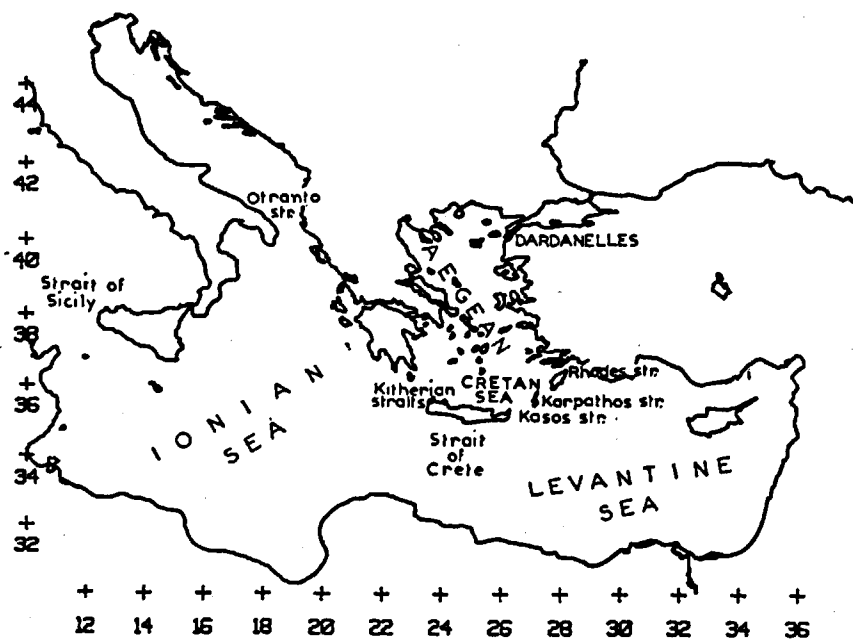 44
42
Otranto
str.
40
DARDANELLES
AEGEAN
Strait of
Sicily
38
Rhodes str.
36
Kitherian
straits
CRETAN
SEA
Karpathos str.
Kasos str.
IONIAN
SEA
Strait
of
Crete
34
LEVANTINE
SEA
32
12 14 16 18 20 22 24 26 28 30 32 34 36